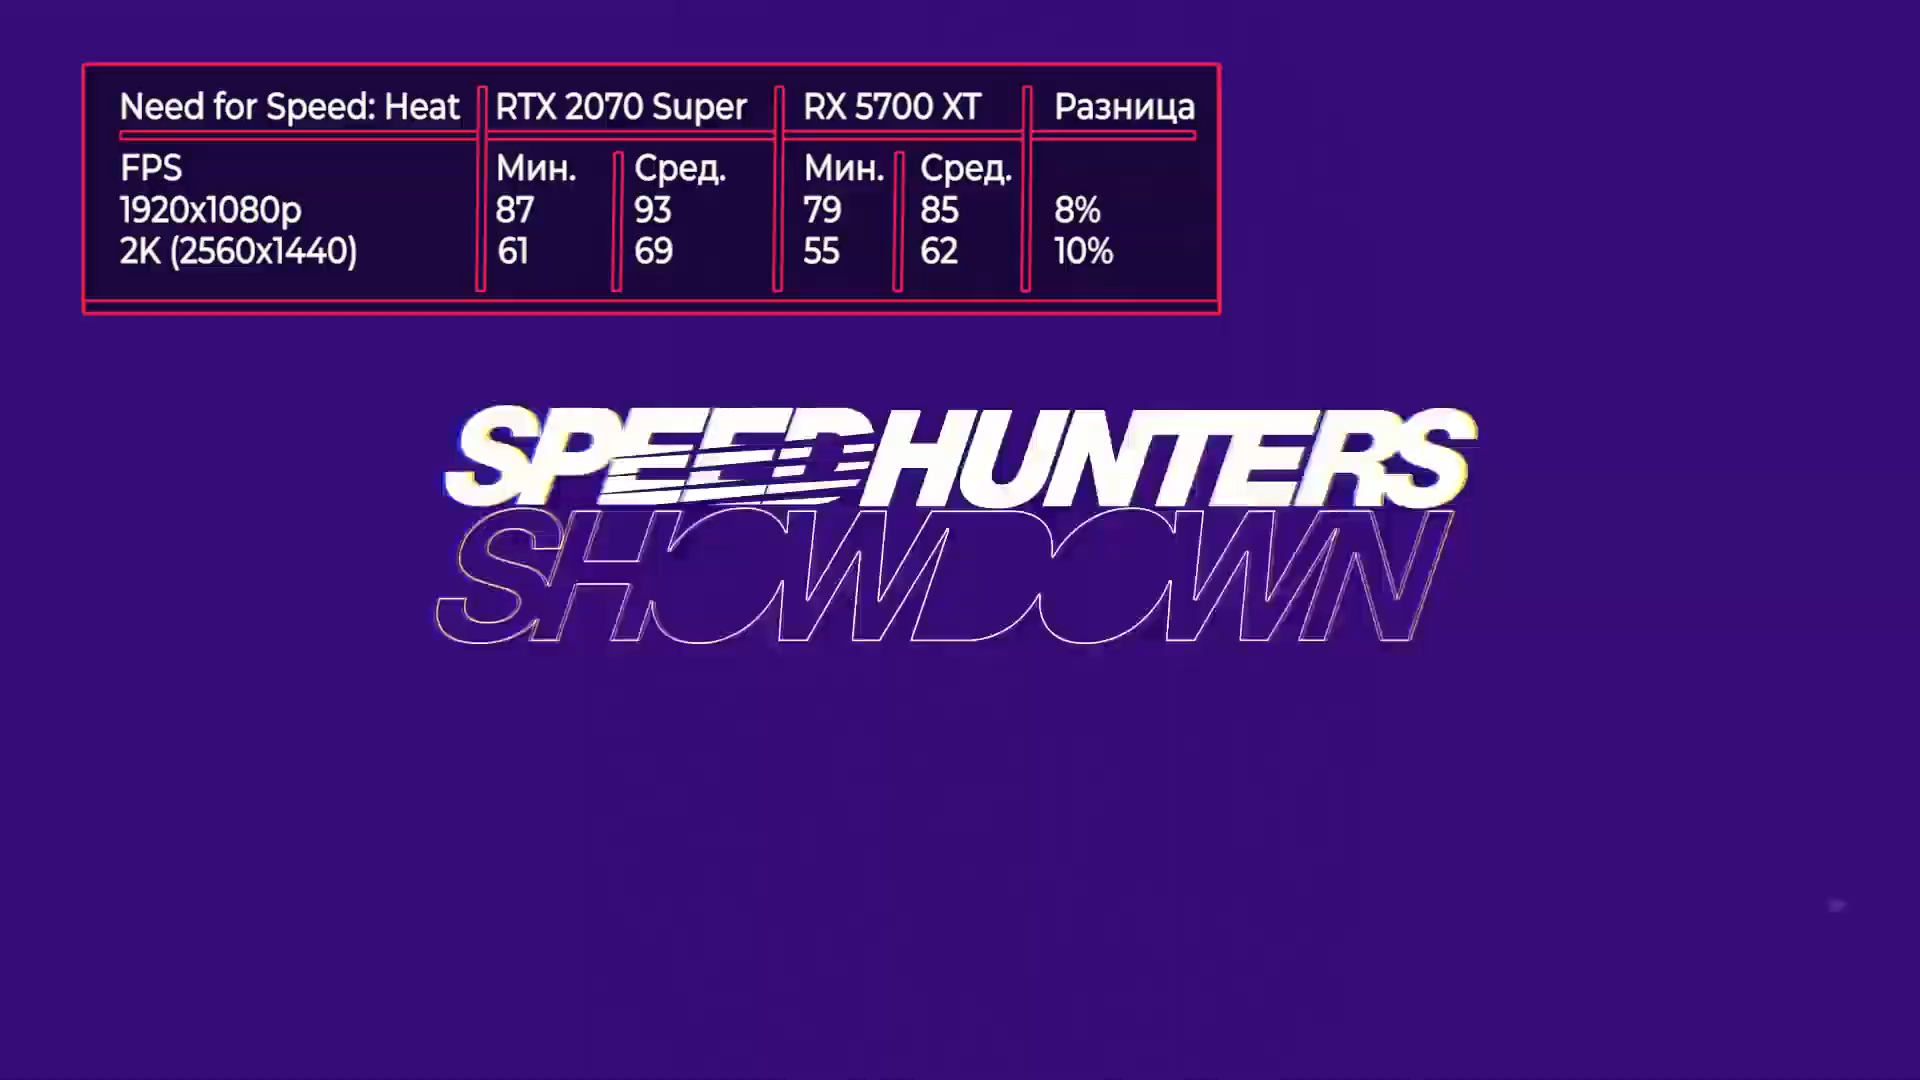 Need for Speed: Heat RTX 2070 Super RX 5700 XT Разница
FPS Мин. Сред. Мин. Сред.
1920x1080p 87 93 79 85 8%
2K (2560x1440) 61 69 55 62 10%
SPEEDHUNTERS
SHOWDOWN